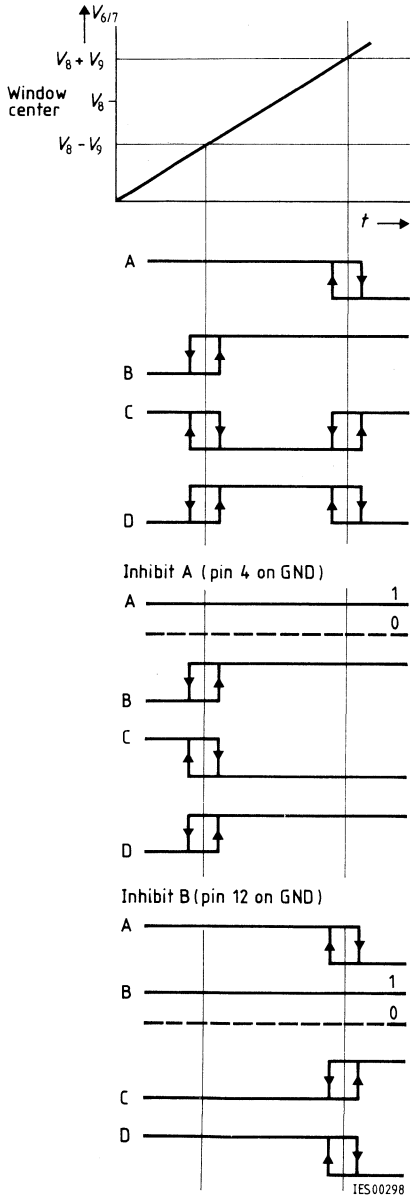 V6/7
V8 + V9
Window
center
V8
V8 − V9
t
A
B
C
D
Inhibit A (pin 4 on GND)
A
1
0
B
C
D
Inhibit B (pin 12 on GND)
A
B
1
0
C
D
IES00298